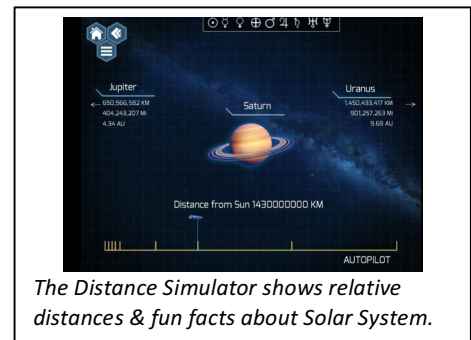 ☉ ☿ ♀ ⊕ ♂ ♃ ♄ ♅ ♆
Jupiter
← 650,566,582 KM
404,243,207 MI
4.34 AU
Saturn
Uranus
1,450,433,417 KM →
901,257,263 MI
9.69 AU
Distance from Sun 1430000000 KM
AUTOPILOT
The Distance Simulator shows relative
distances & fun facts about Solar System.